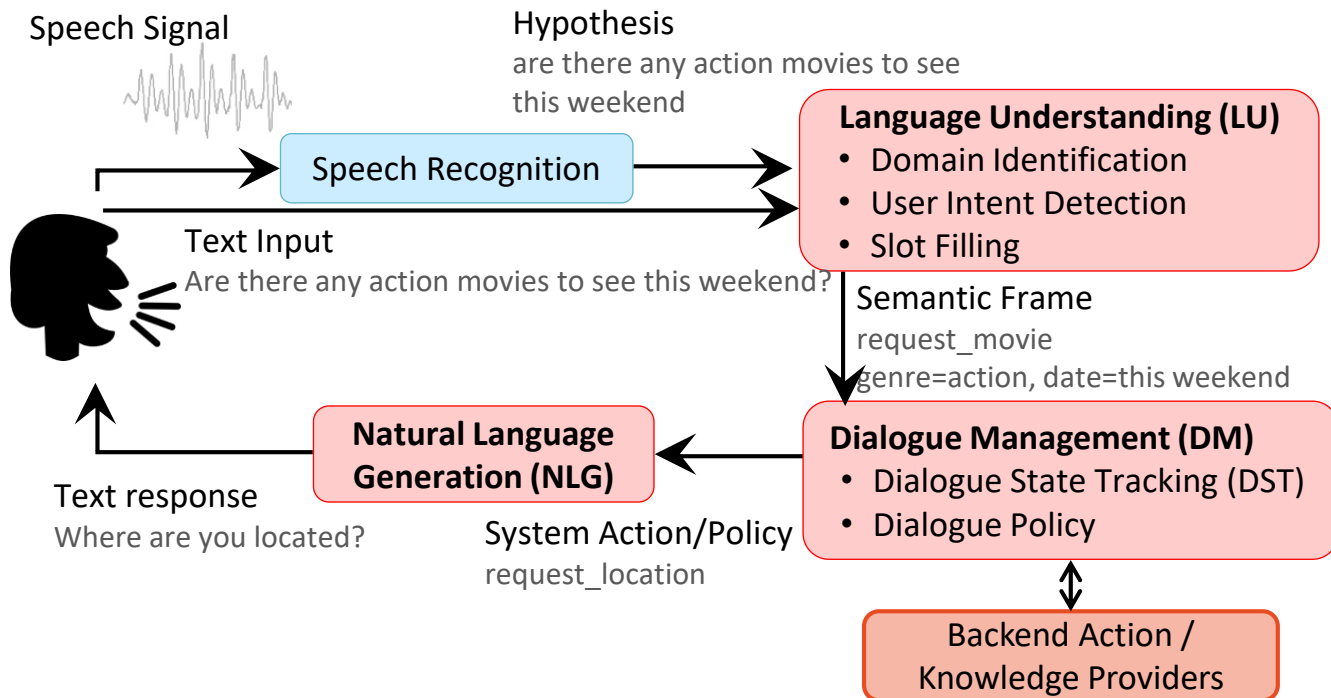 Speech Signal
Hypothesis
are there any action movies to see
this weekend
Speech Recognition
Language Understanding (LU)
• Domain Identification
• User Intent Detection
• Slot Filling
Text Input
Are there any action movies to see this weekend?
Semantic Frame
request_movie
genre=action, date=this weekend
Natural Language
Generation (NLG)
Dialogue Management (DM)
• Dialogue State Tracking (DST)
• Dialogue Policy
Text response
Where are you located?
System Action/Policy
request_location
Backend Action /
Knowledge Providers